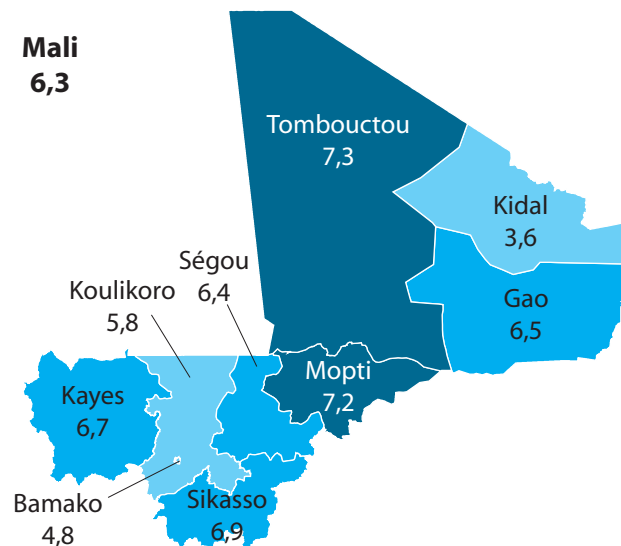 Mali
6,3
Tombouctou
7,3
Kidal
3,6
Ségou
6,4
Koulikoro
5,8
Gao
6,5
Mopti
7,2
Kayes
6,7
Bamako
4,8
Sikasso
6,9